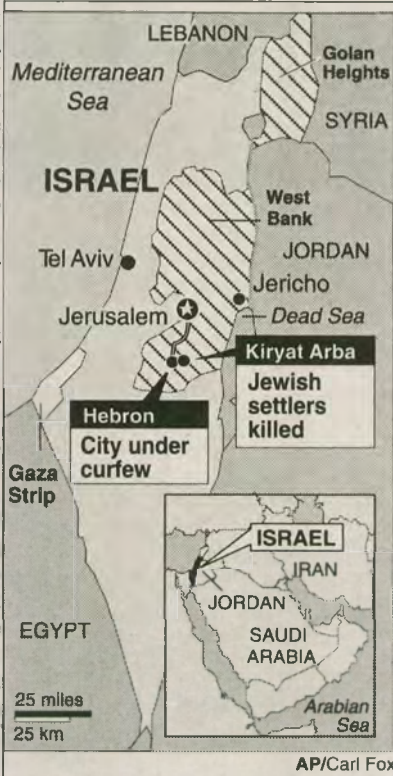 LEBANON
Golan
Heights
Mediterranean
Sea
SYRIA
ISRAEL
West
Bank
Tel Aviv
JORDAN
Jericho
Jerusalem
Dead Sea
Kiryat Arba
Jewish
settlers
killed
Hebron
City under
curfew
Gaza
Strip
ISRAEL
IRAN
JORDAN
SAUDI
ARABIA
EGYPT
25 miles
25 km
Arabian
Sea
AP/Carl Fox